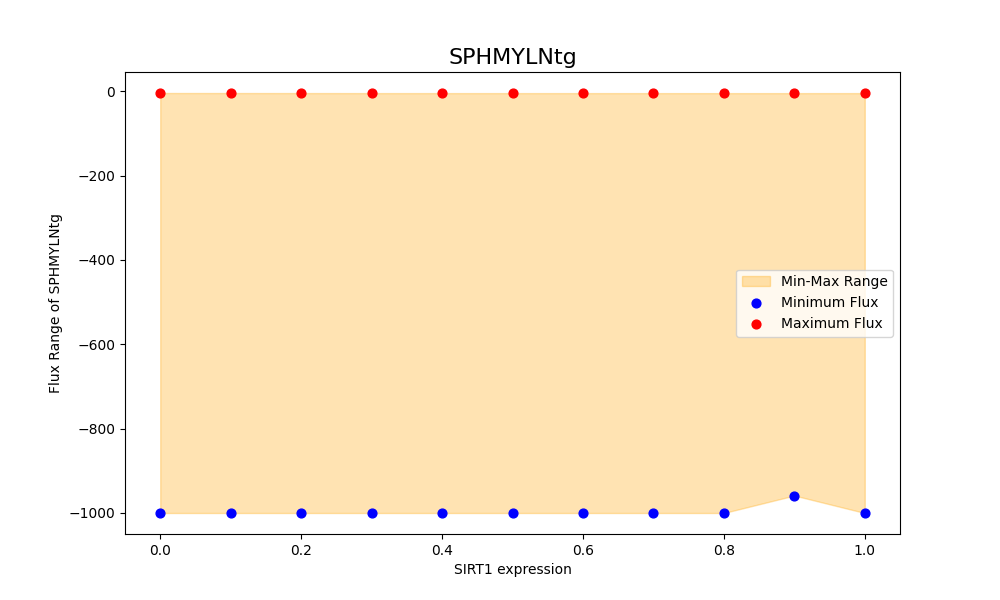 SPHMYLNtg
Flux Range of SPHMYLNtg
0
−200
−400
−600
−800
−1000
Min-Max Range
Minimum Flux
Maximum Flux
0.0
0.2
0.4
0.6
0.8
1.0
SIRT1 expression